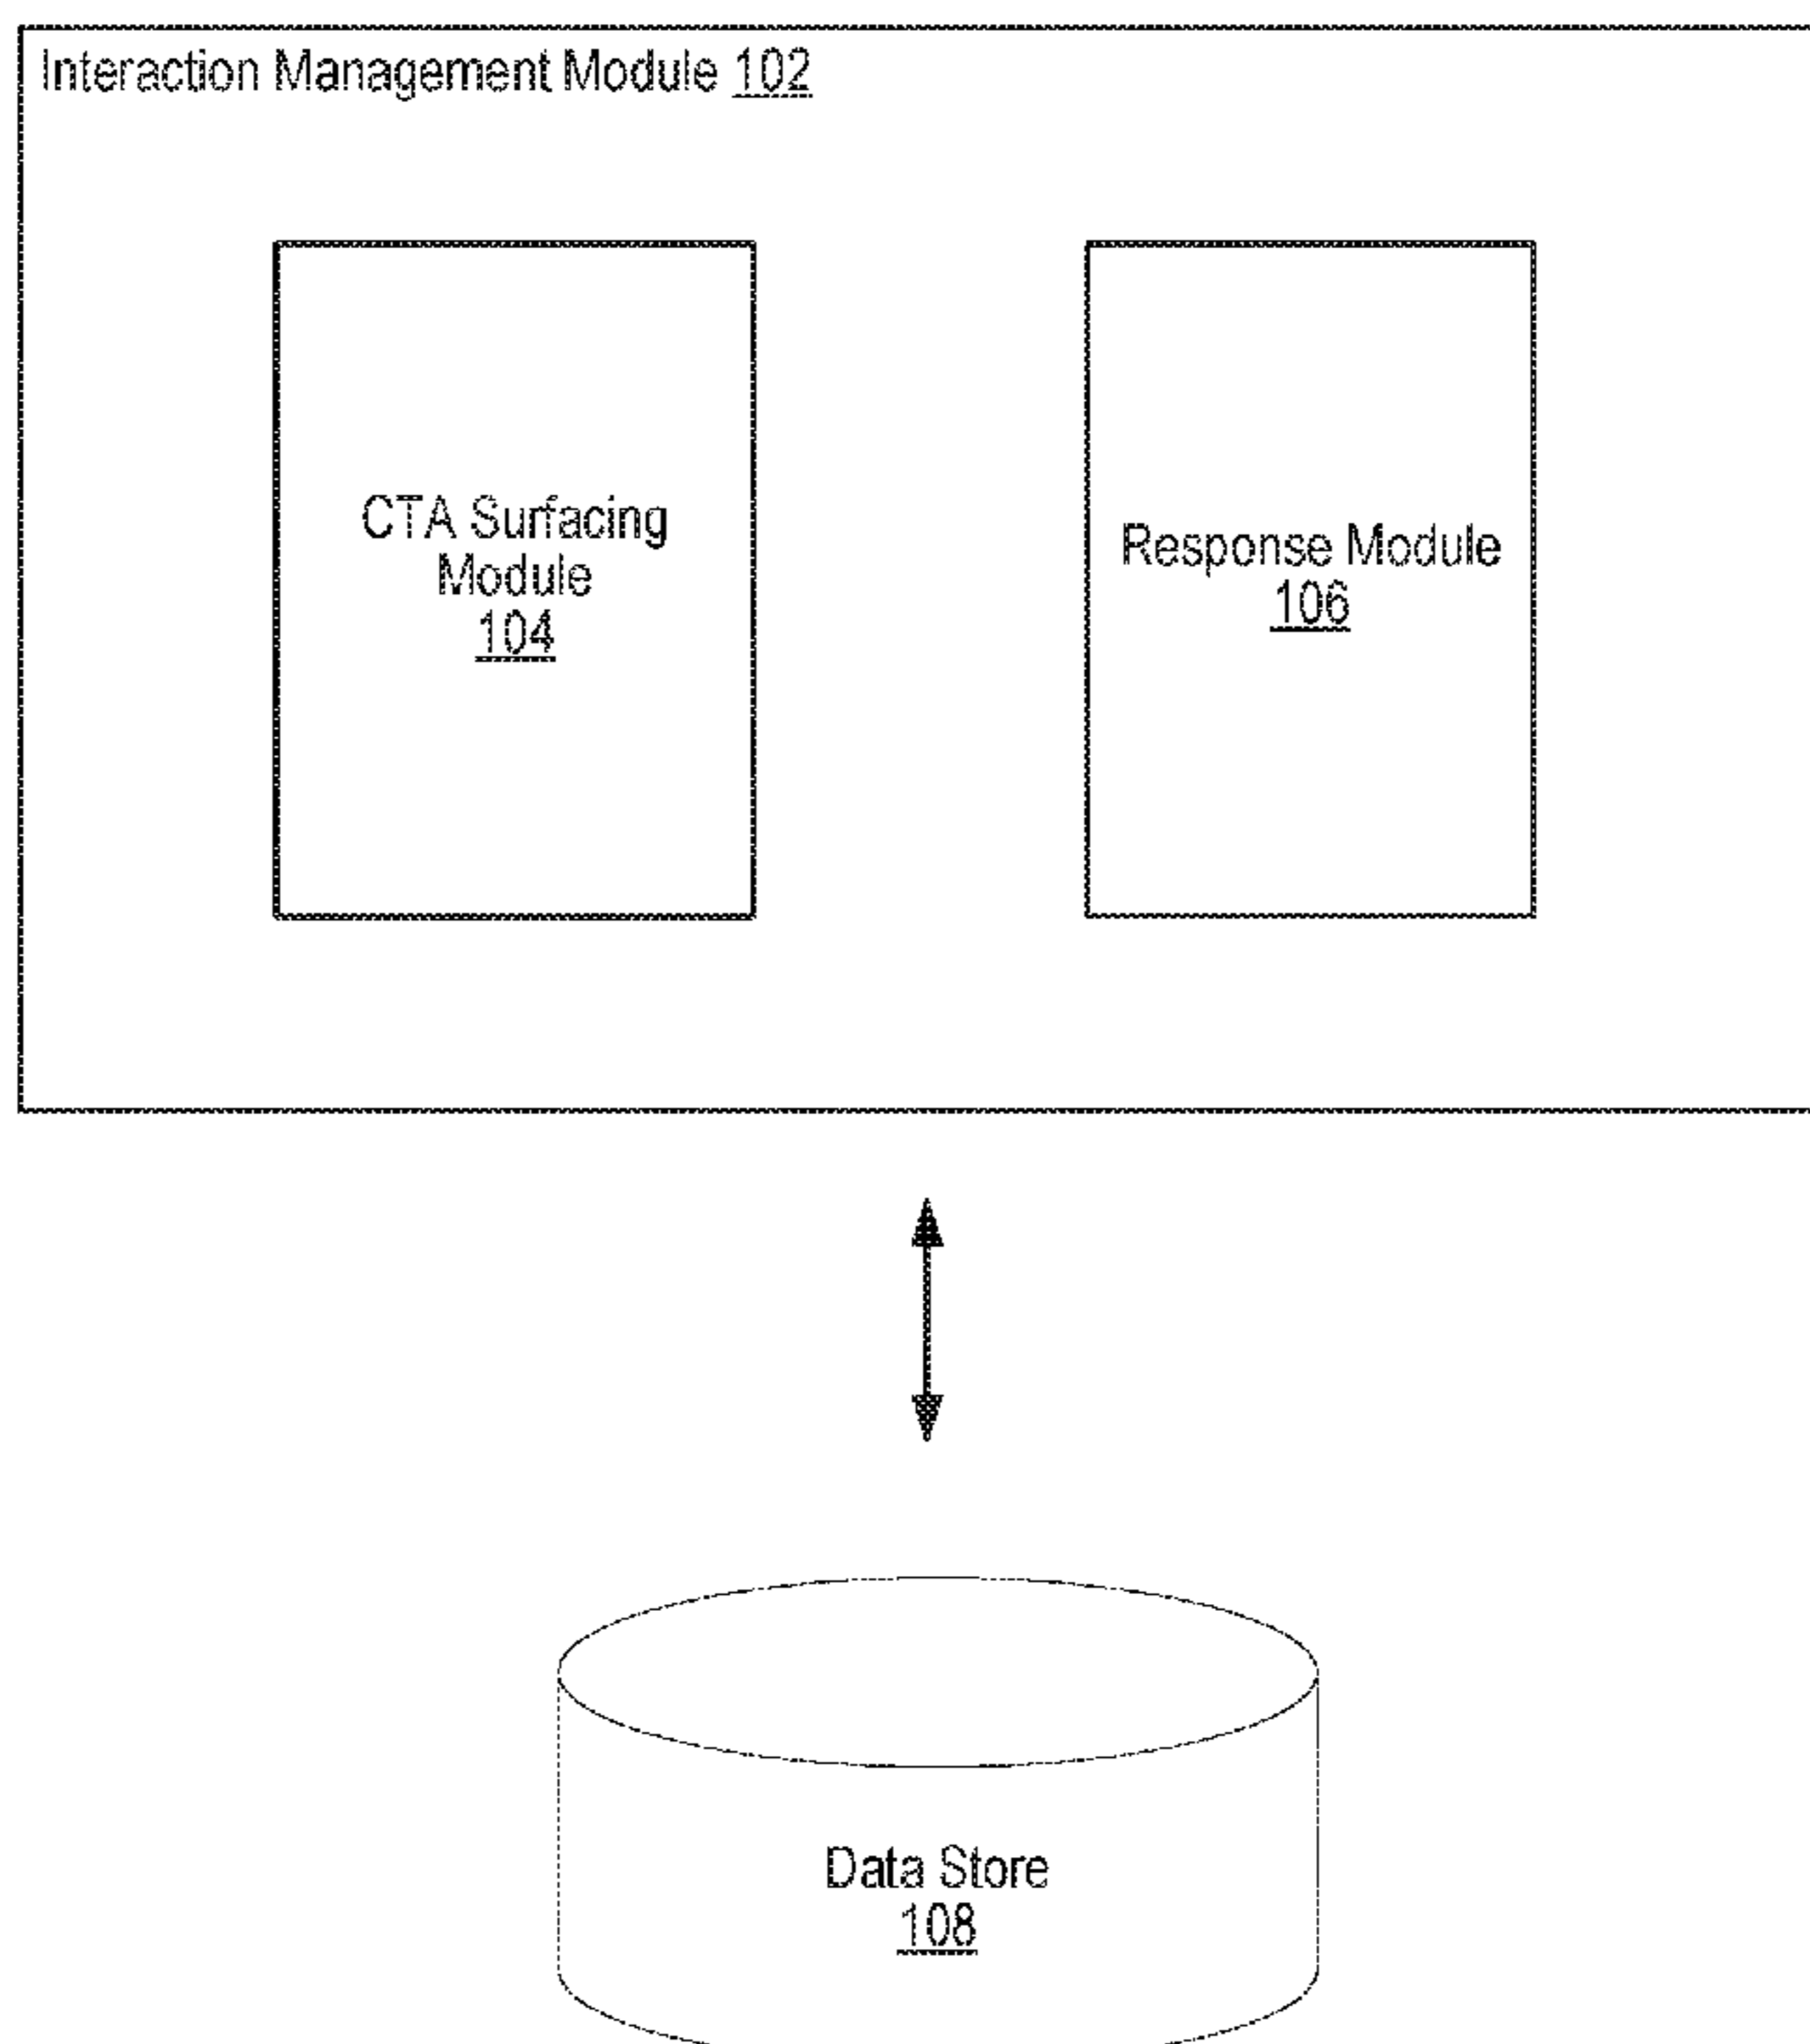 Interaction Management Module 102
CTA Surfacing
Module
104
Response Module
106
Data Store
108